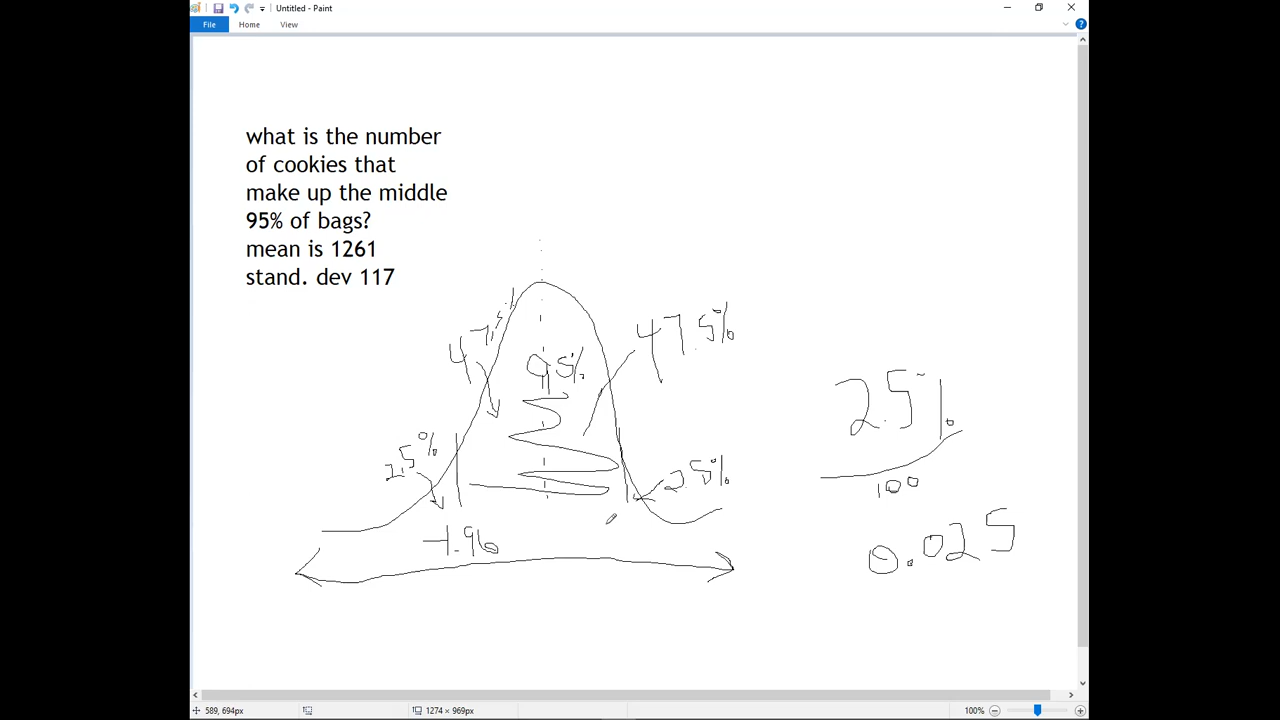 Untitled - Paint
File Home View
what is the number
of cookies that
make up the middle
95% of bags?
mean is 1261
stand. dev 117
47.5%
47.5%
95%
2.5%
2.5%
-1.96
2.5%
100
0.025
589, 694px
1274 × 969px
100%